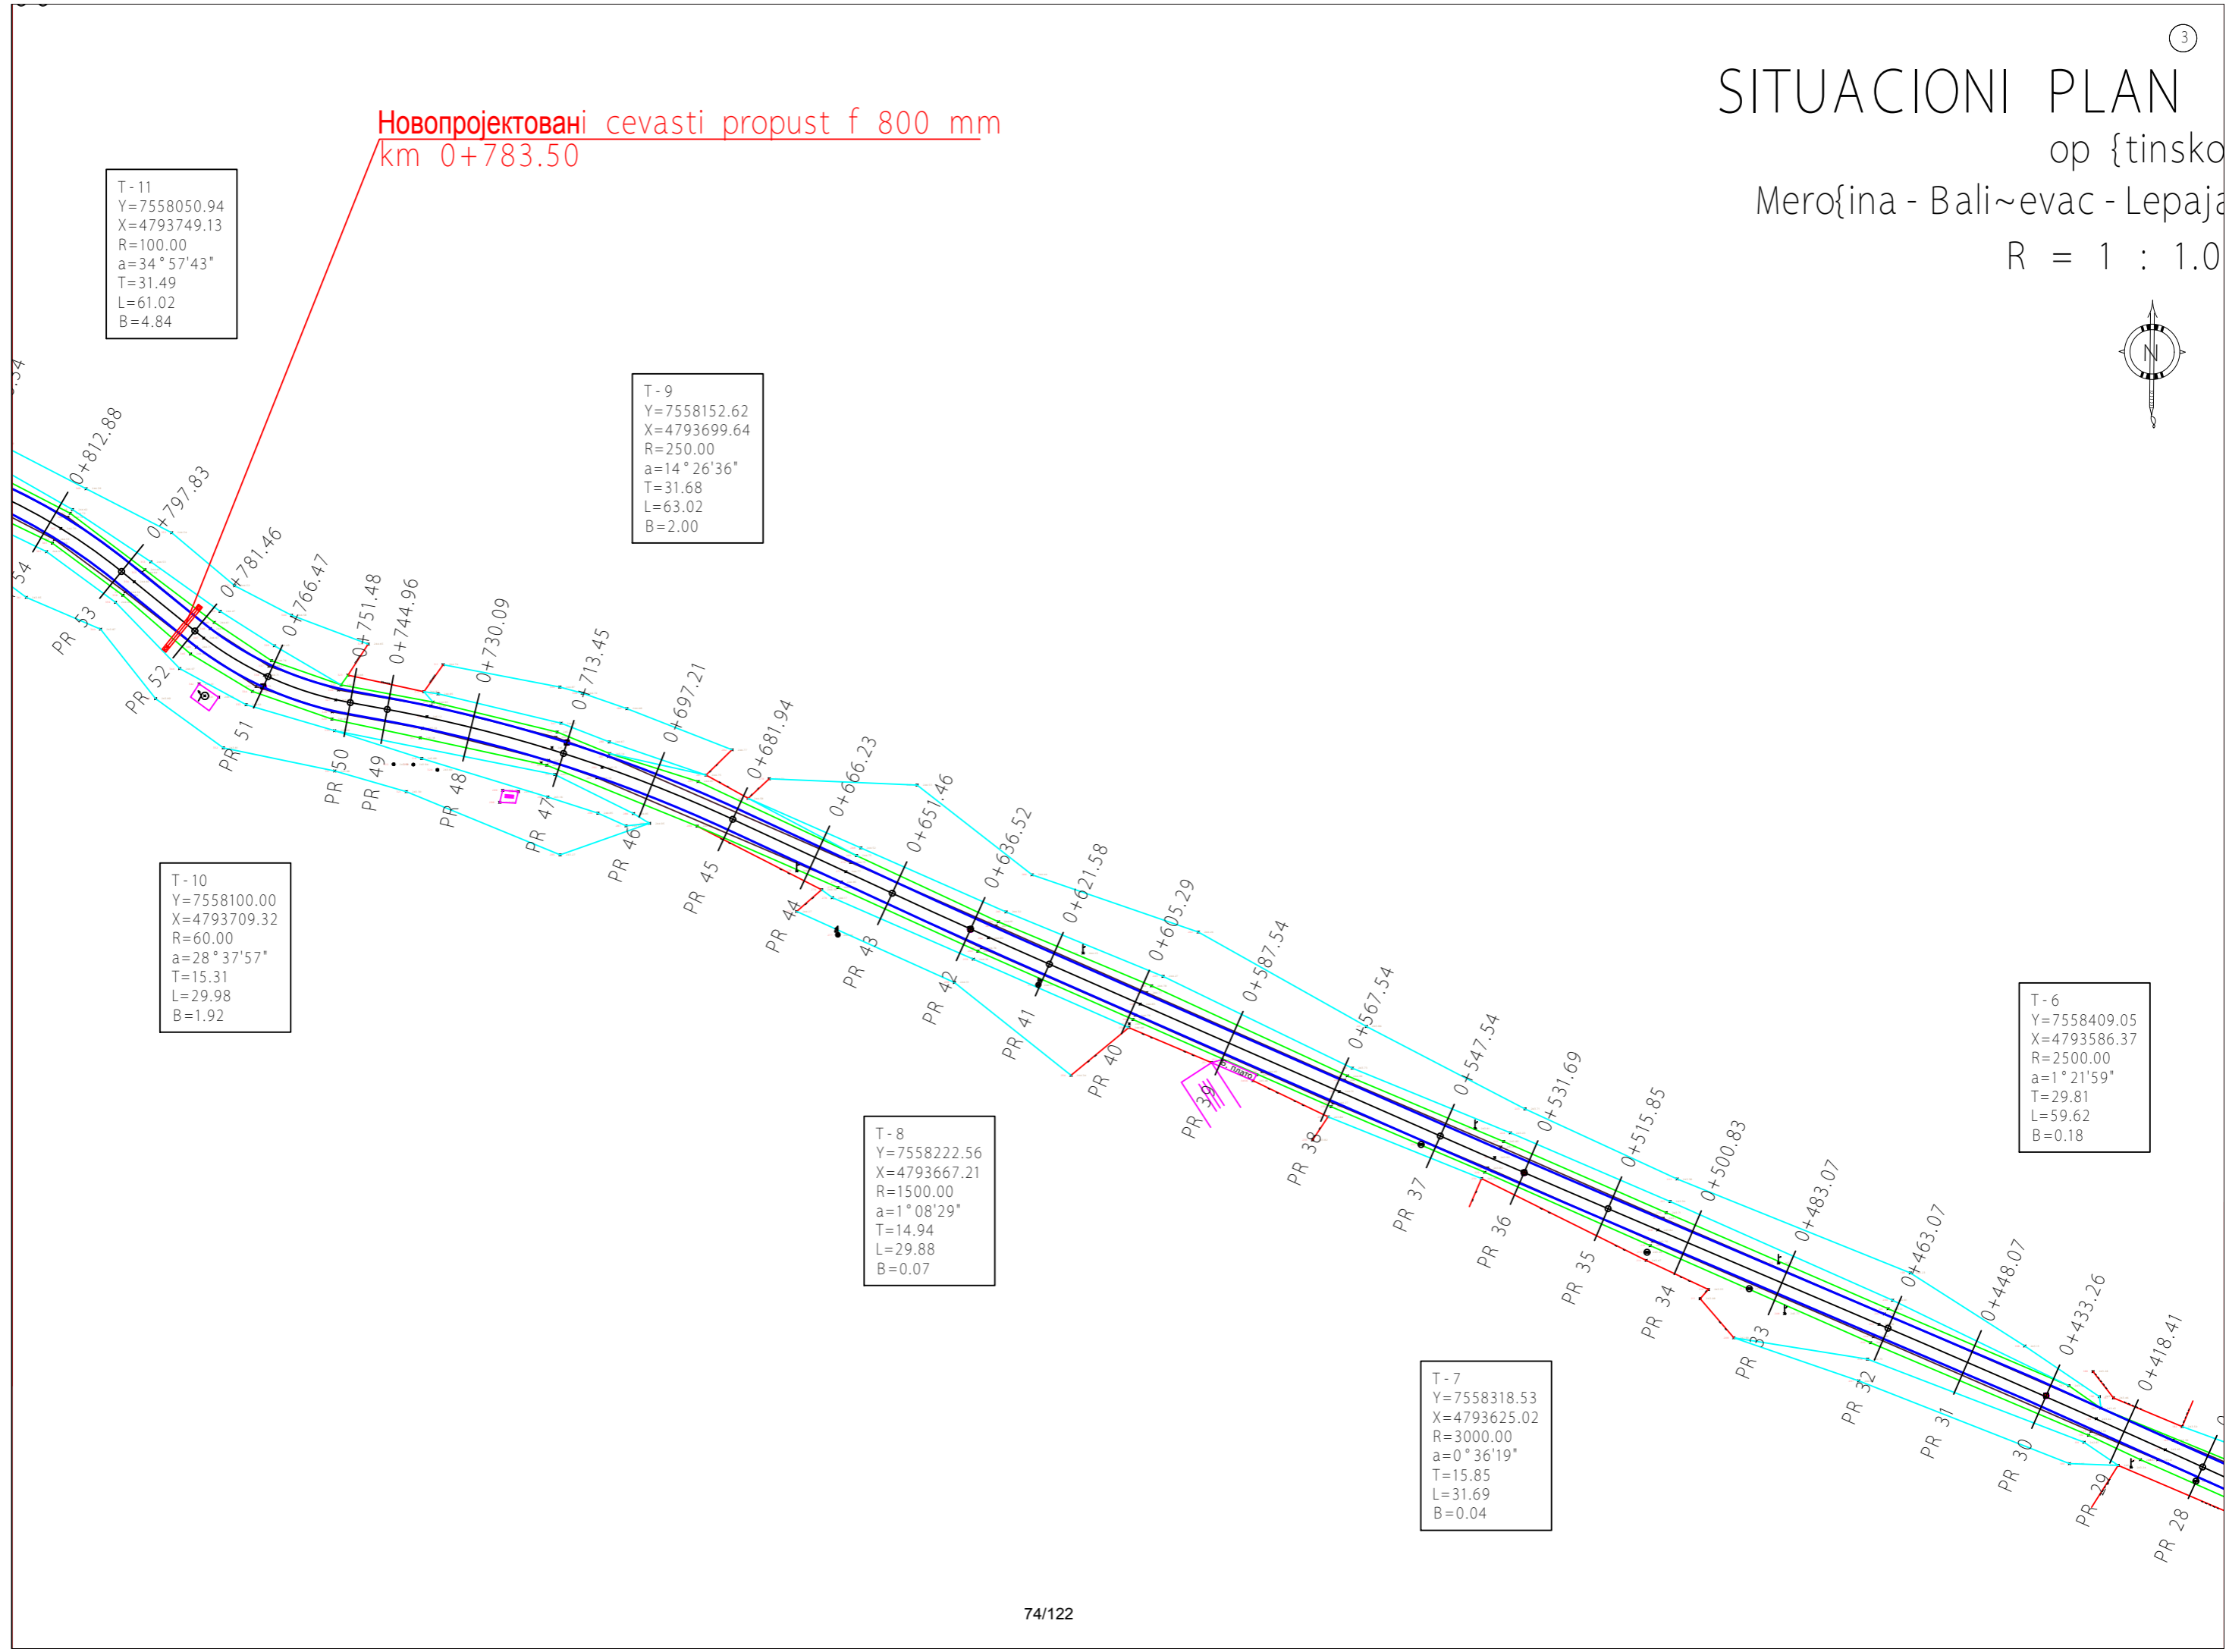 3
SITUACIONI PLAN
op {tinsko
Mero{ina - Bali~evac - Lepaja
R = 1 : 1.0
N
Новопројектованi cevasti propust f 800 mm
km 0+783.50
T-11
Y=7558050.94
X=4793749.13
R=100.00
a=34°57'43"
T=31.49
L=61.02
B=4.84
T-9
Y=7558152.62
X=4793699.64
R=250.00
a=14°26'36"
T=31.68
L=63.02
B=2.00
0+812.88
0+797.83
0+781.46
0+766.47
0+751.48
0+744.96
0+730.09
0+713.45
0+697.21
0+681.94
0+666.23
0+651.46
0+636.52
0+621.58
0+605.29
0+587.54
0+567.54
0+547.54
0+531.69
0+515.85
0+500.83
0+483.07
0+463.07
0+448.07
0+433.26
0+418.41
54
PR 53
PR 52
PR 51
PR 50
PR 49
PR 48
PR 47
PR 46
PR 45
PR 44
PR 43
PR 42
PR 41
PR 40
PR 39
PR 38
PR 37
PR 36
PR 35
PR 34
PR 33
PR 32
PR 31
PR 30
PR 29
PR 28
T-10
Y=7558100.00
X=4793709.32
R=60.00
a=28°37'57"
T=15.31
L=29.98
B=1.92
T-6
Y=7558409.05
X=4793586.37
R=2500.00
a=1°21'59"
T=29.81
L=59.62
B=0.18
T-8
Y=7558222.56
X=4793667.21
R=1500.00
a=1°08'29"
T=14.94
L=29.88
B=0.07
T-7
Y=7558318.53
X=4793625.02
R=3000.00
a=0°36'19"
T=15.85
L=31.69
B=0.04
74/122